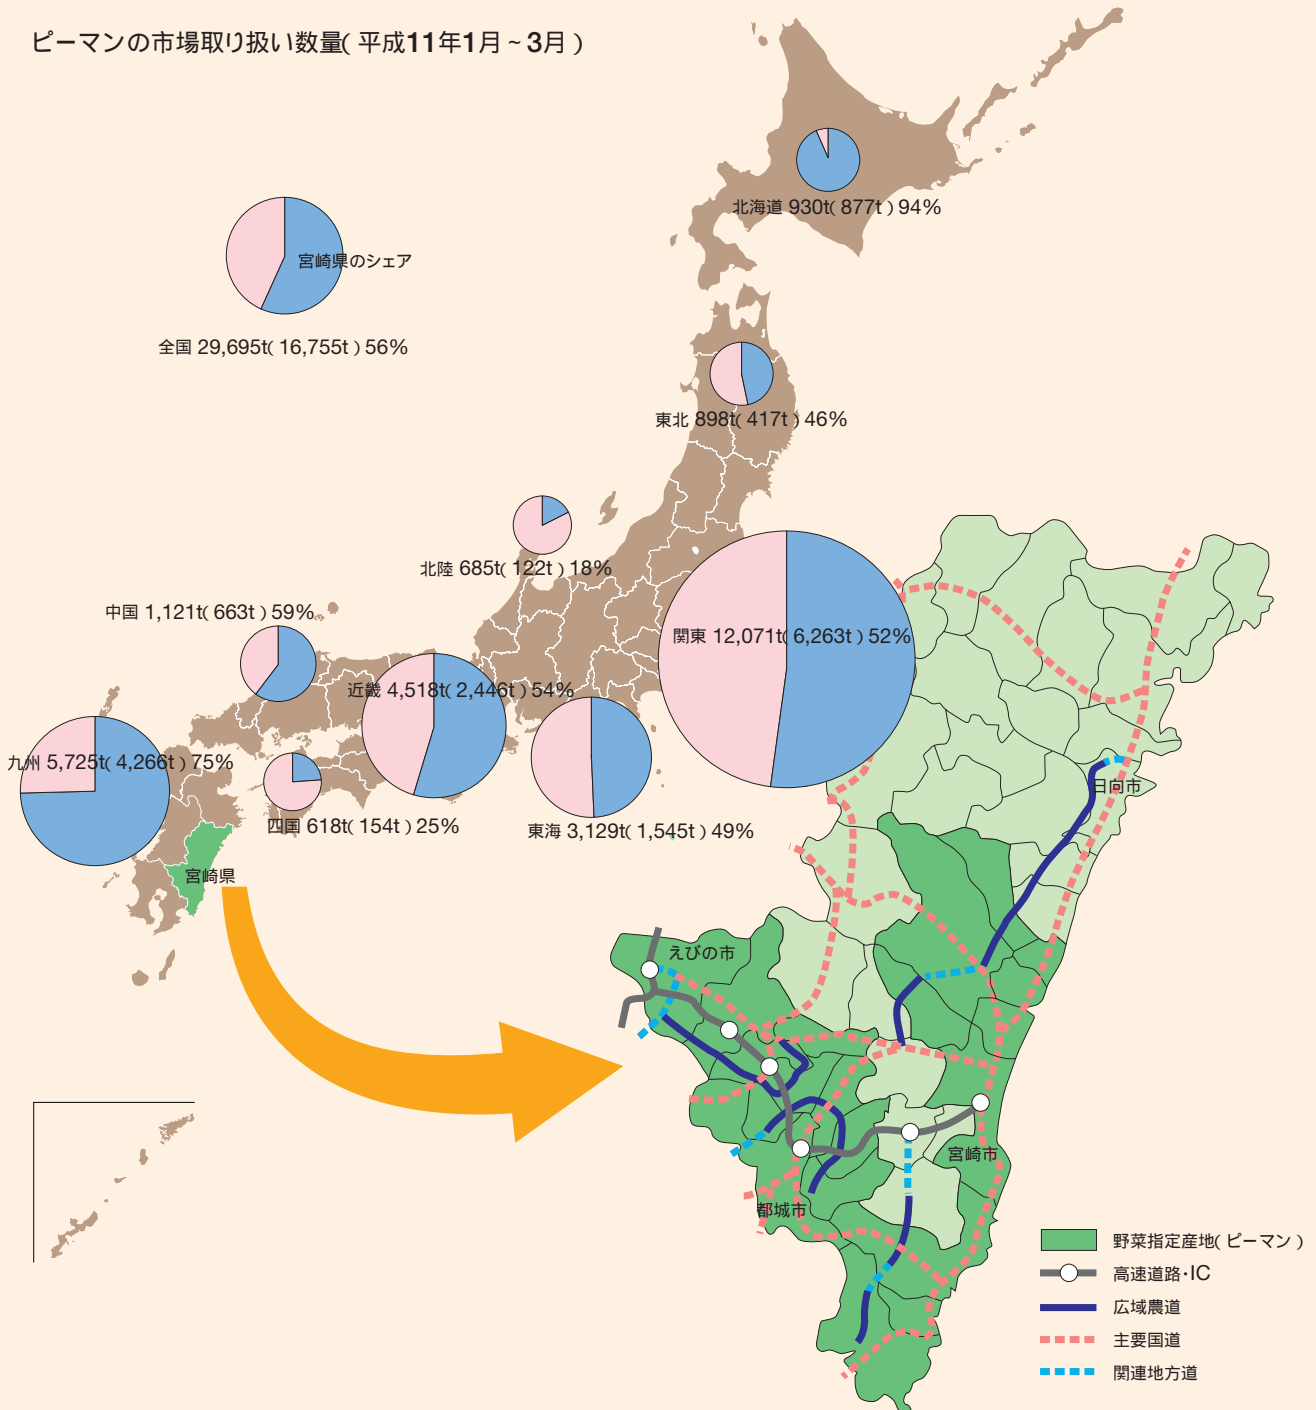 ピーマンの市場取り扱い数量(平成11年1月~3月)
北海道 930t(877t)94%
宮崎県のシェア
全国 29,695t(16,755t)56%
東北 898t(417t)46%
北陸 685t(122t)18%
中国 1,121t(663t)59%
関東 12,071t(6,263t)52%
近畿 4,518t(2,446t)54%
九州 5,725t(4,266t)75%
日向市
四国 618t(154t)25%
東海 3,129t(1,545t)49%
宮崎県
えびの市
宮崎市
都城市
野菜指定産地(ピーマン)
高速道路・IC
広域農道
主要国道
関連地方道